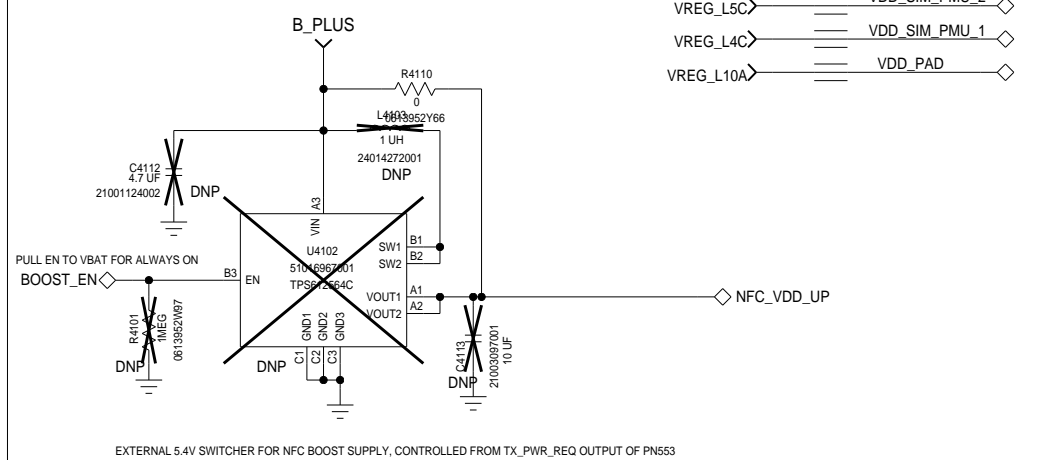 VREG_L5C
VDD_SIM_PMU_2
VREG_L4C
VDD_SIM_PMU_1
VREG_L10A
VDD_PAD
B_PLUS
R4110
0
L4103
0613952Y66
1 UH
24014272001
DNP
C4112
4.7 UF
21001124002
DNP
A3
VIN
U4102
51016967001
SW1
B1
SW2
B2
PULL EN TO VBAT FOR ALWAYS ON
BOOST_EN
B3
EN
VOUT1
A1
VOUT2
A2
NFC_VDD_UP
R4101
1MEG
0613952W97
DNP
GND1
GND2
GND3
C1
C2
C3
DNP
C4113
21003097001
10 UF
DNP
EXTERNAL 5.4V SWITCHER FOR NFC BOOST SUPPLY, CONTROLLED FROM TX_PWR_REQ OUTPUT OF PN553